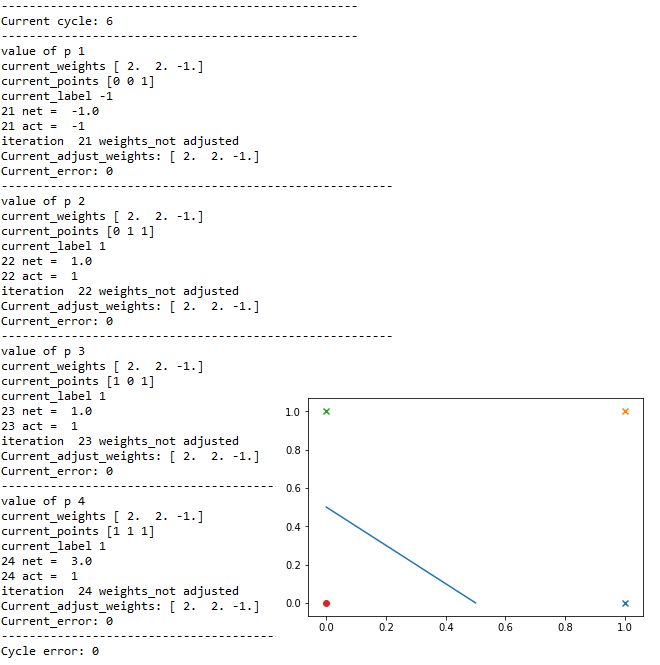 --------------------------------------------------
Current cycle: 6
--------------------------------------------------
value of p 1
current_weights [ 2.  2. -1.]
current_points [0 0 1]
current_label -1
21 net =  -1.0
21 act =  -1
iteration  21 weights_not adjusted
Current_adjust_weights: [ 2.  2. -1.]
Current_error: 0
-------------------------------------------------------
value of p 2
current_weights [ 2.  2. -1.]
current_points [0 1 1]
current_label 1
22 net =  1.0
22 act =  1
iteration  22 weights_not adjusted
Current_adjust_weights: [ 2.  2. -1.]
Current_error: 0
-------------------------------------------------------
value of p 3
current_weights [ 2.  2. -1.]
current_points [1 0 1]
current_label 1
23 net =  1.0
23 act =  1
iteration  23 weights_not adjusted
Current_adjust_weights: [ 2.  2. -1.]
Current_error: 0
---------------------------------------
value of p 4
current_weights [ 2.  2. -1.]
current_points [1 1 1]
current_label 1
24 net =  3.0
24 act =  1
iteration  24 weights_not adjusted
Current_adjust_weights: [ 2.  2. -1.]
Current_error: 0
---------------------------------------
Cycle error: 0
1.0
0.8
0.6
0.4
0.2
0.0
0.0 0.2 0.4 0.6 0.8 1.0